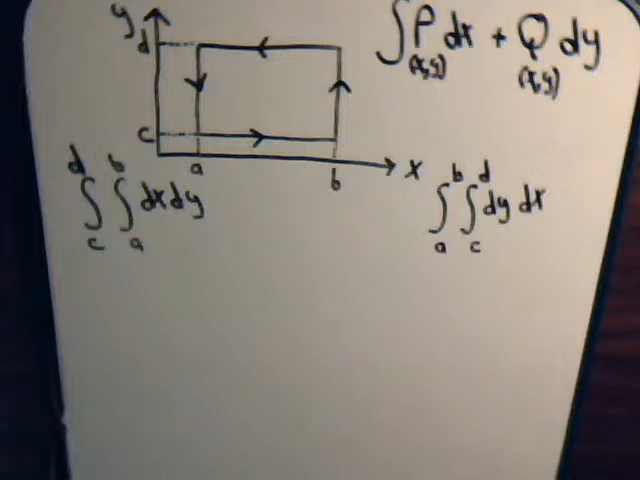 y
d
∫P dx + Q dy
(x,y) (x,y)
c
a b x
d b
∫ ∫ dx dy
c a
b d
∫ ∫ dy dx
a c